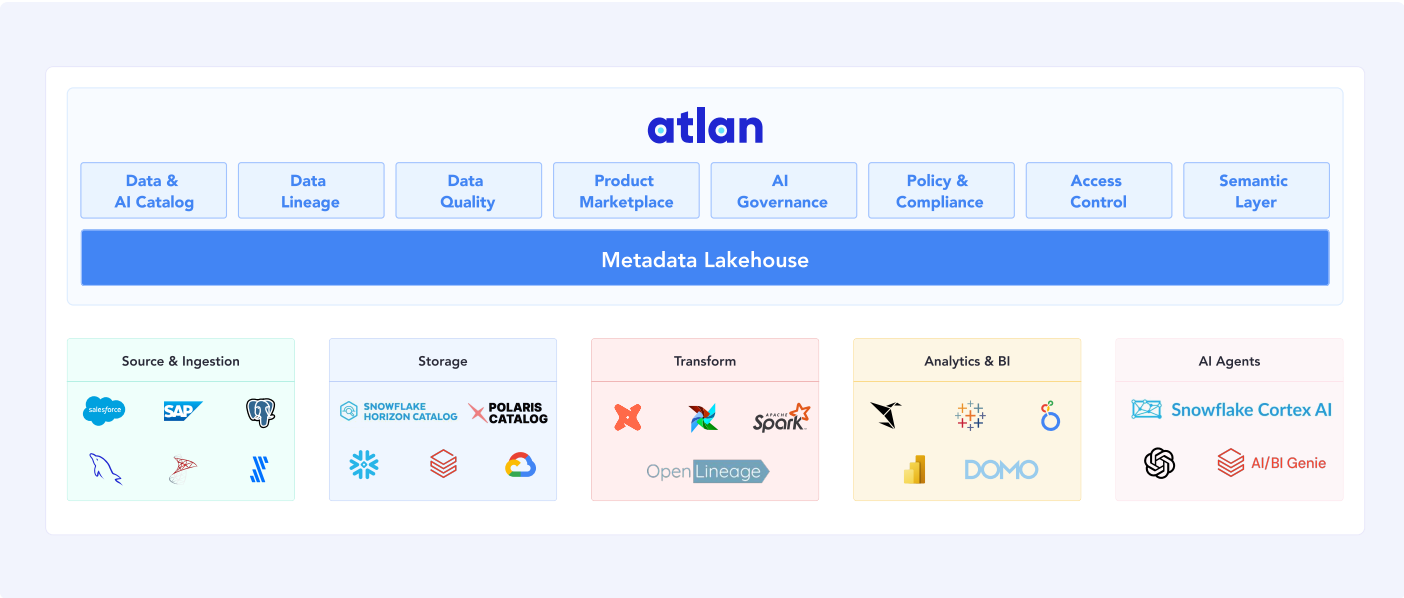 atlan
Data &
AI Catalog
Data
Lineage
Data
Quality
Product
Marketplace
AI
Governance
Policy &
Compliance
Access
Control
Semantic
Layer
Metadata Lakehouse
Source & Ingestion
salesforce
SAP
Storage
SNOWFLAKE
HORIZON CATALOG
POLARIS
CATALOG
Transform
APACHE
Spark
OpenLineage
Analytics & BI
DOMO
AI Agents
Snowflake Cortex AI
AI/BI Genie